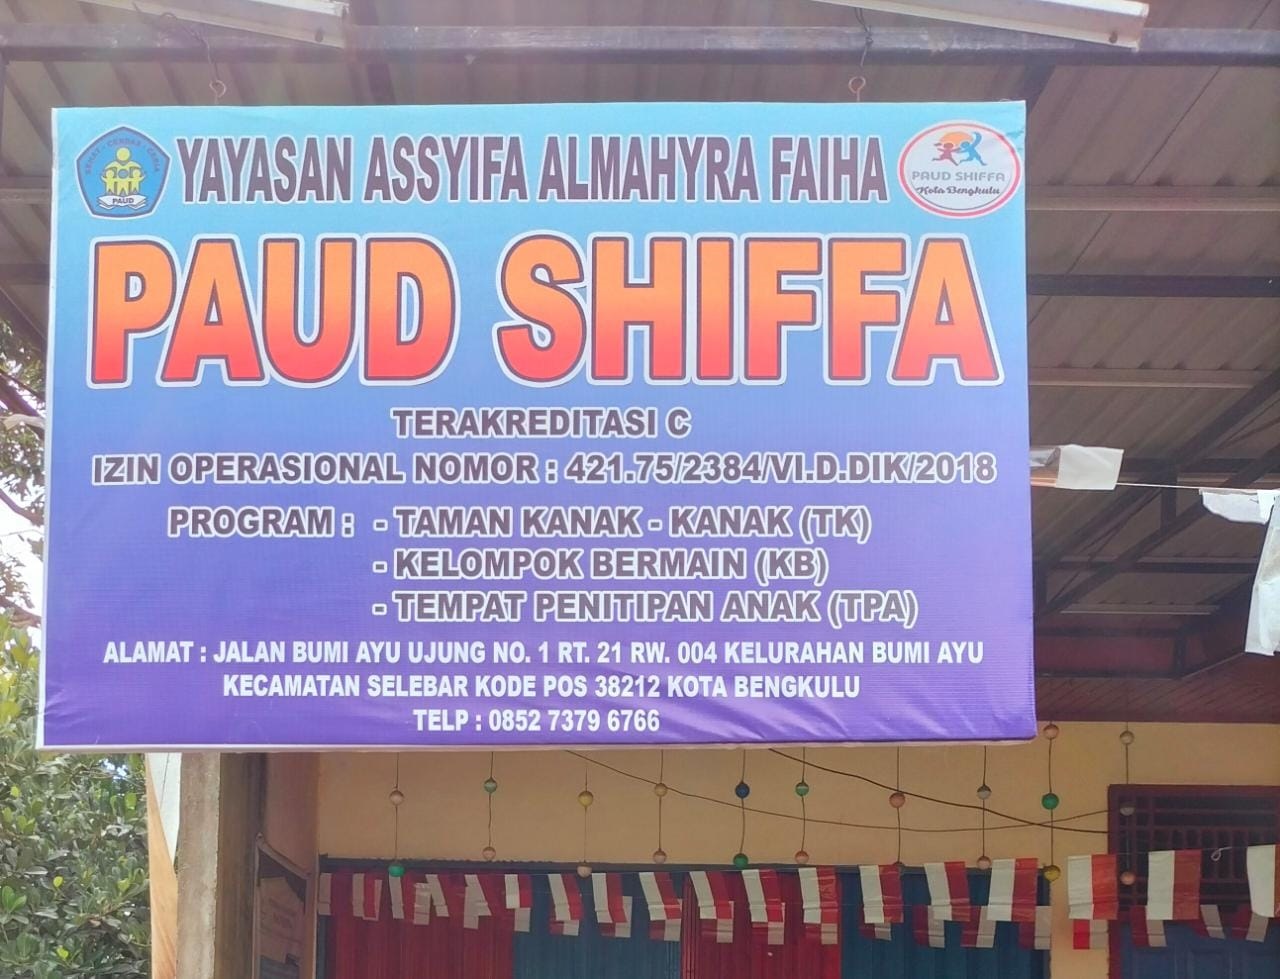 YAYASAN ASSYIFA ALMAHYRA FAIHA
SEHAT - CERDAS - CERIA
PAUD
PAUD SHIFFA
Kota Bengkulu
PAUD SHIFFA
TERAKREDITASI C
IZIN OPERASIONAL NOMOR : 421.75/2384/VI.D.DIK/2018
PROGRAM : - TAMAN KANAK - KANAK (TK)
- KELOMPOK BERMAIN (KB)
- TEMPAT PENITIPAN ANAK (TPA)
ALAMAT : JALAN BUMI AYU UJUNG NO. 1 RT. 21 RW. 004 KELURAHAN BUMI AYU
KECAMATAN SELEBAR KODE POS 38212 KOTA BENGKULU
TELP : 0852 7379 6766